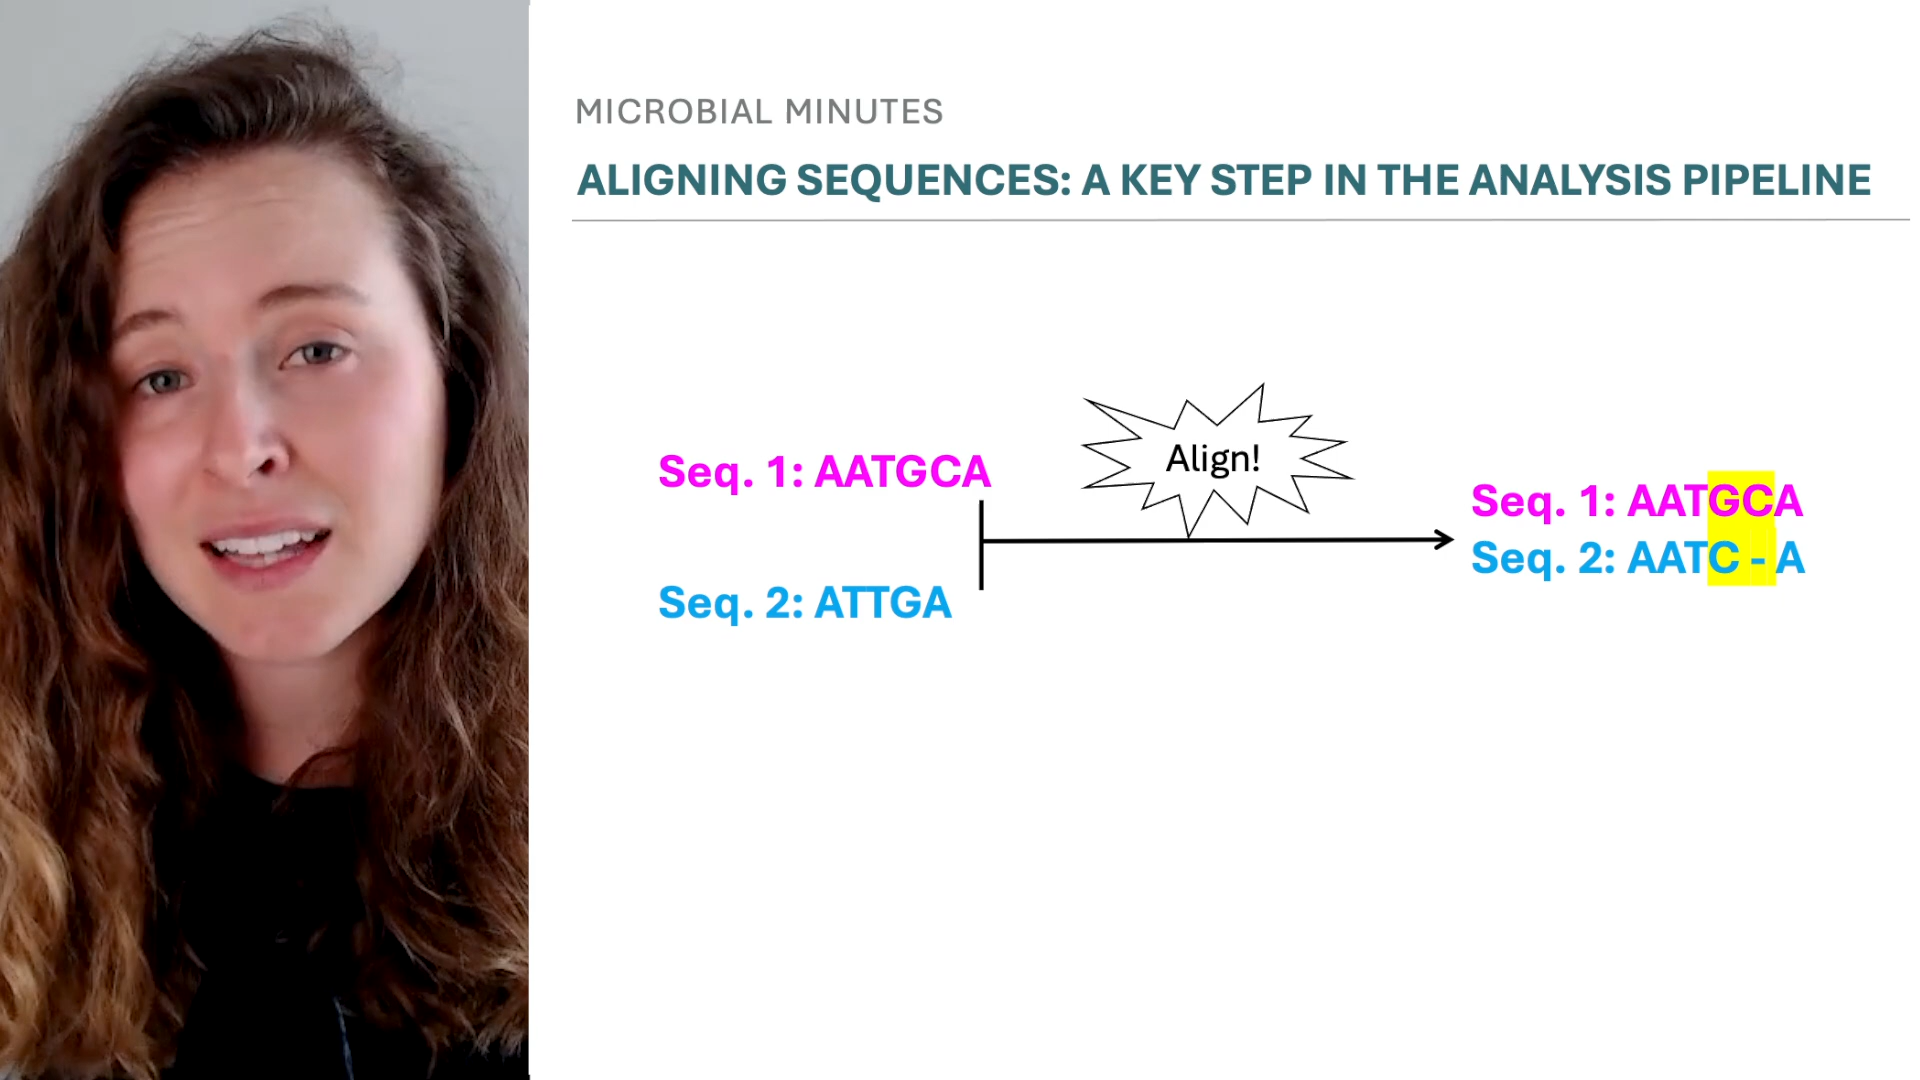 MICROBIAL MINUTES
ALIGNING SEQUENCES: A KEY STEP IN THE ANALYSIS PIPELINE
Seq. 1: AATGCA
Seq. 2: ATTGA
Align!
Seq. 1: AATGCA
Seq. 2: AATC - A